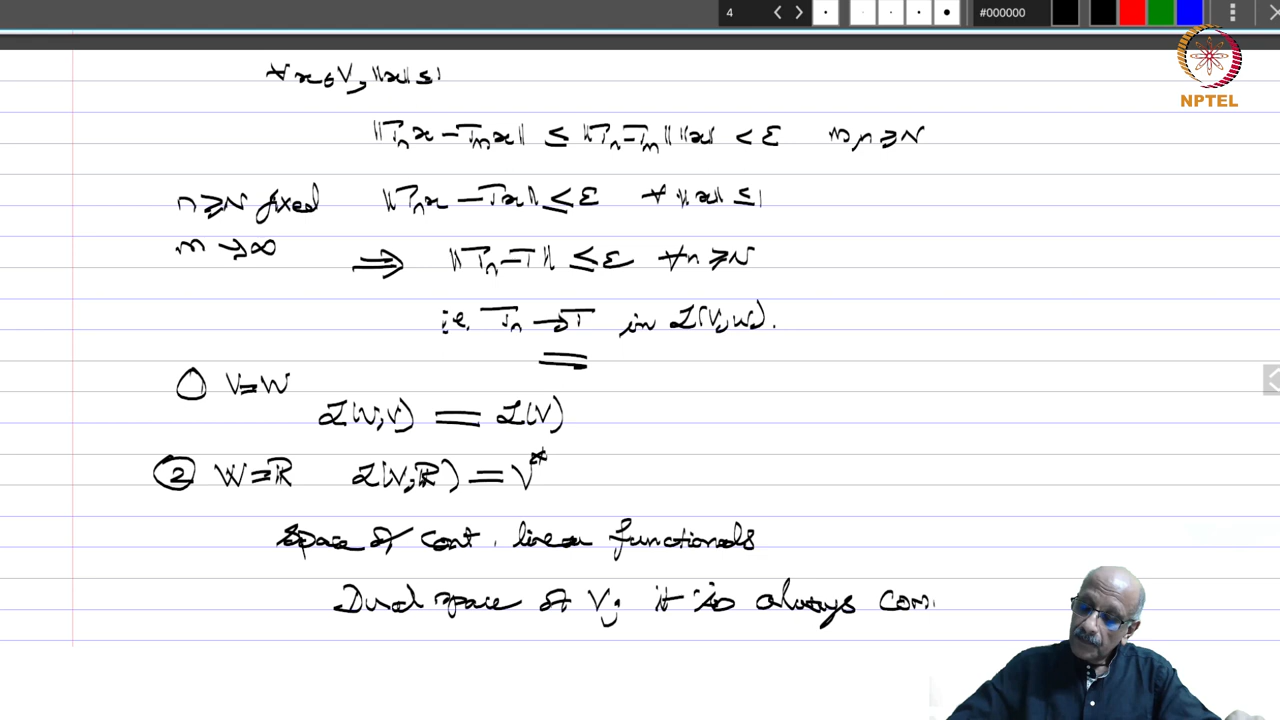 4
#000000
NPTEL
∀ x ∈ V, ||x|| ≤ 1
||Tₙx − Tₘx|| ≤ ||Tₙ − Tₘ|| ||x|| < ε   m, n ≥ N
n ≥ N fixed   ||Tₙx − Tx|| ≤ ε   ∀ ||x|| ≤ 1
m → ∞   ⟹   ||Tₙ − T|| ≤ ε   ∀ n ≥ N
i.e. Tₙ → T in ℒ(V, W).
① V = W
ℒ(V, V) = ℒ(V)
② W = ℝ   ℒ(V, ℝ) = V*
Space of cont. linear functionals
Dual space of V; it is always com.